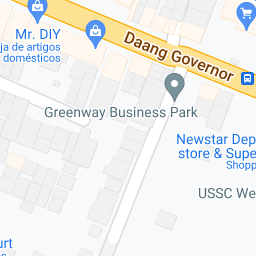 Mr. DIY
ja de artigos
domésticos
Daang Governor
Greenway Business Park
Newstar Dep
store & Supe
Shopp
USSC We
urt